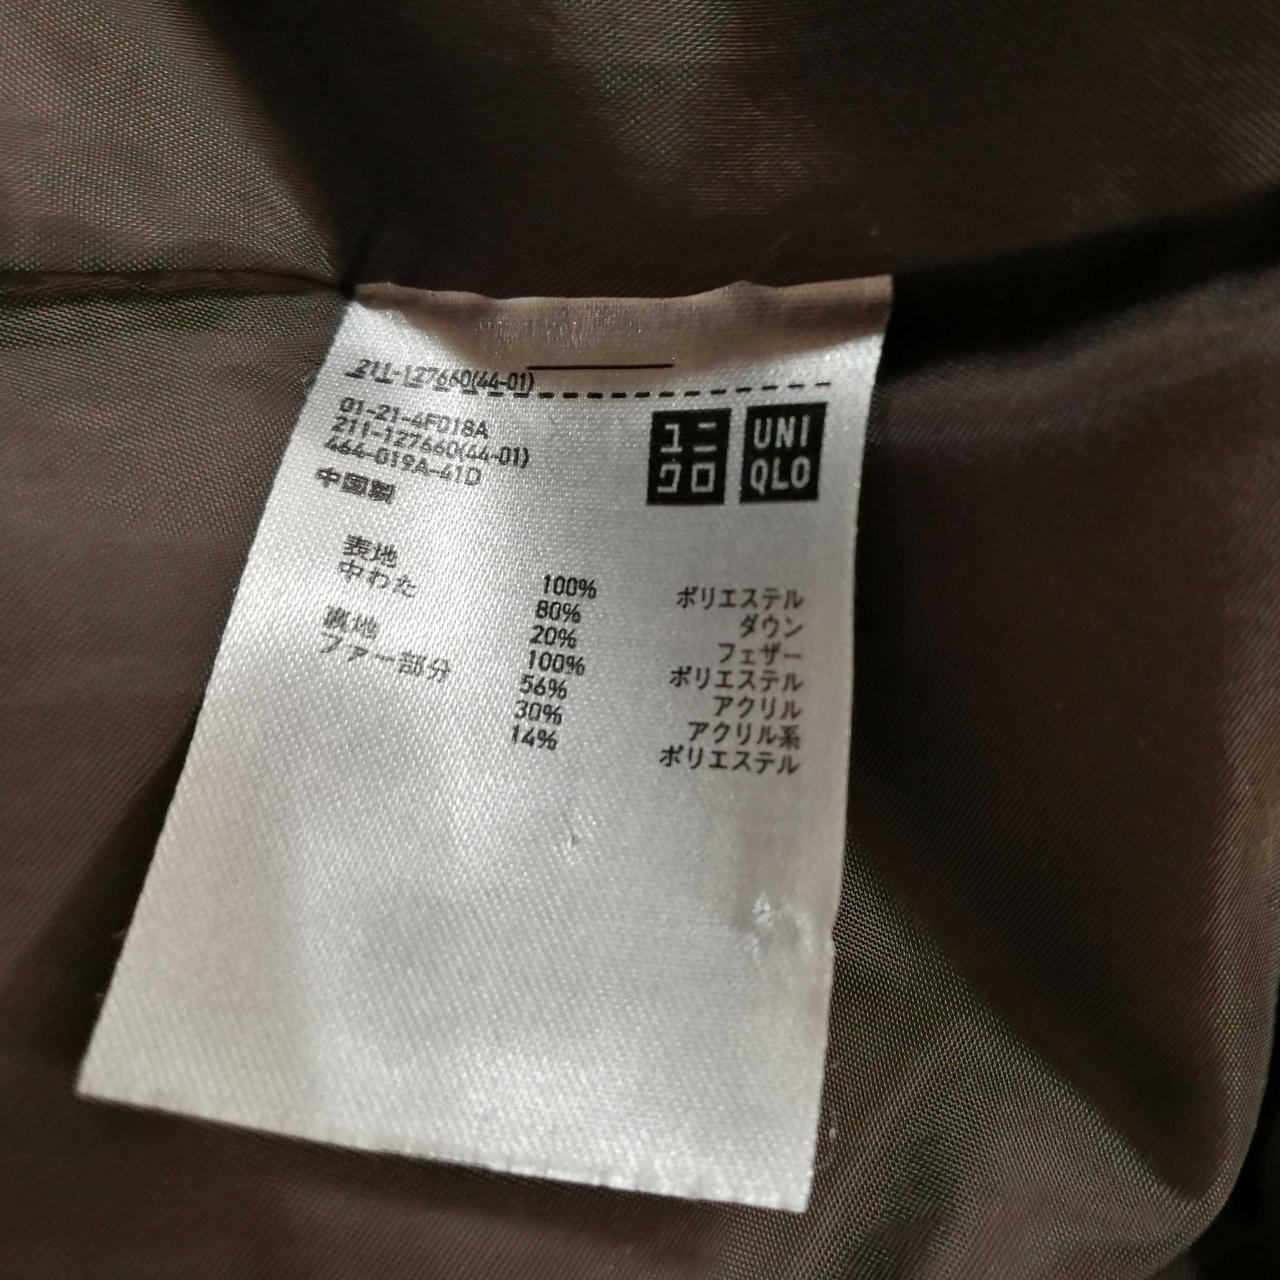 211-127660(44-01)
01-21-4F018A
211-127660(44-01)
464-019A-41D
中国製
ユニ
クロ
UNI
QLO
表地 100% ポリエステル
中わた 80% ダウン
20% フェザー
裏地 100% ポリエステル
ファー部分 56% アクリル
30% アクリル系
14% ポリエステル